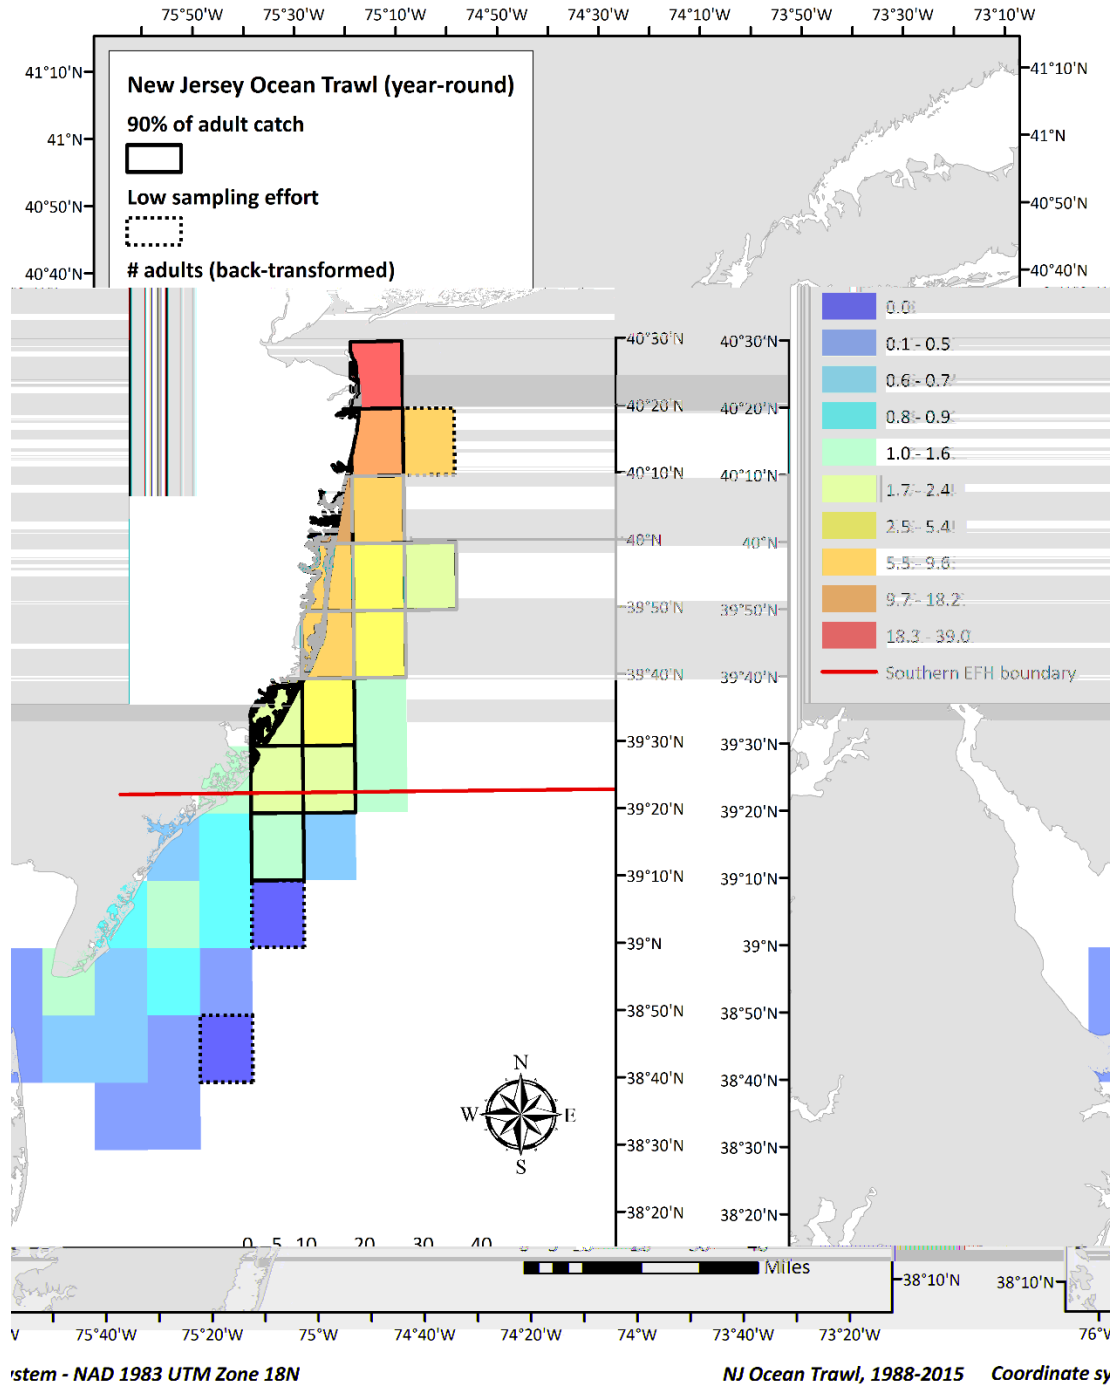 75°50'W 75°30'W 75°10'W 74°50'W 74°10'W 73°50'W 73°30'W 73°10'W
41°10'N 41°10'N
New Jersey Ocean Trawl (year-round)
90% of adult catch
41°N 41°N
Low sampling effort
40°50'N 40°50'N
# adults (back-transformed)
40°40'N 40°40'N
0.0
0.1 - 0.5
40°30'N 40°30'N
0.6 - 0.7
40°20'N 40°20'N
0.8 - 0.9
1.0 - 1.6
40°10'N 40°10'N
1.7 - 2.4
2.5 - 5.4
40°N 40°N
5.5 - 9.6
39°50'N 39°50'N
9.7 - 18.2
18.3 - 39.0
39°40'N 39°40'N
Southern EFH boundary
39°30'N 39°30'N
39°20'N 39°20'N
39°10'N 39°10'N
39°N 39°N
38°50'N 38°50'N
38°40'N 38°40'N
N
W E
S
38°30'N 38°30'N
38°20'N 38°20'N
0 5 10 20 30 40
Miles
38°10'N 38°10'N
75°40'W 75°20'W 75°W 74°40'W 74°20'W 74°W 73°40'W 73°20'W 76°W
ystem - NAD 1983 UTM Zone 18N NJ Ocean Trawl, 1988-2015 Coordinate sy